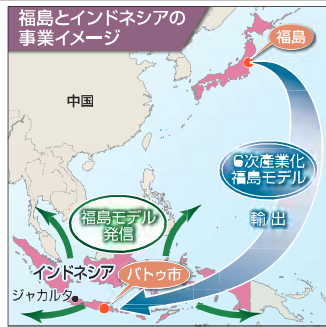 福島とインドネシアの
事業イメージ
福島
中国
6次産業化
福島モデル
輸出
福島モデル
発信
インドネシア
バトゥ市
ジャカルタ